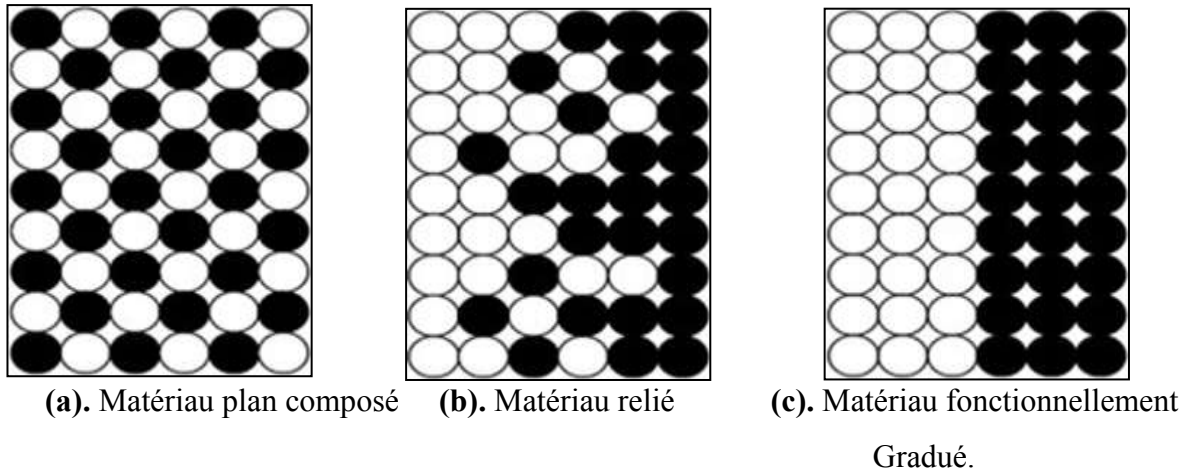 (a). Matériau plan composé (b). Matériau relié (c). Matériau fonctionnellement
Gradué.